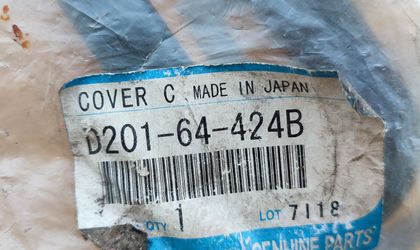 COVER C MADE IN JAPAN
D201-64-424B
QTY 1 LOT 7118
GENUINE PARTS